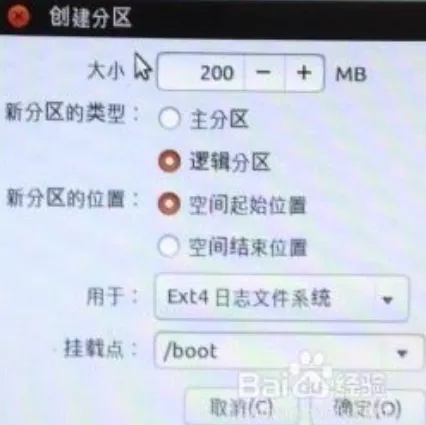 创建分区
大小 200 − + MB
新分区的类型： 主分区
逻辑分区
新分区的位置： 空间起始位置
空间结束位置
用于： Ext4 日志文件系统
挂载点： /boot
Baidu经验
取消(C) 确定(O)